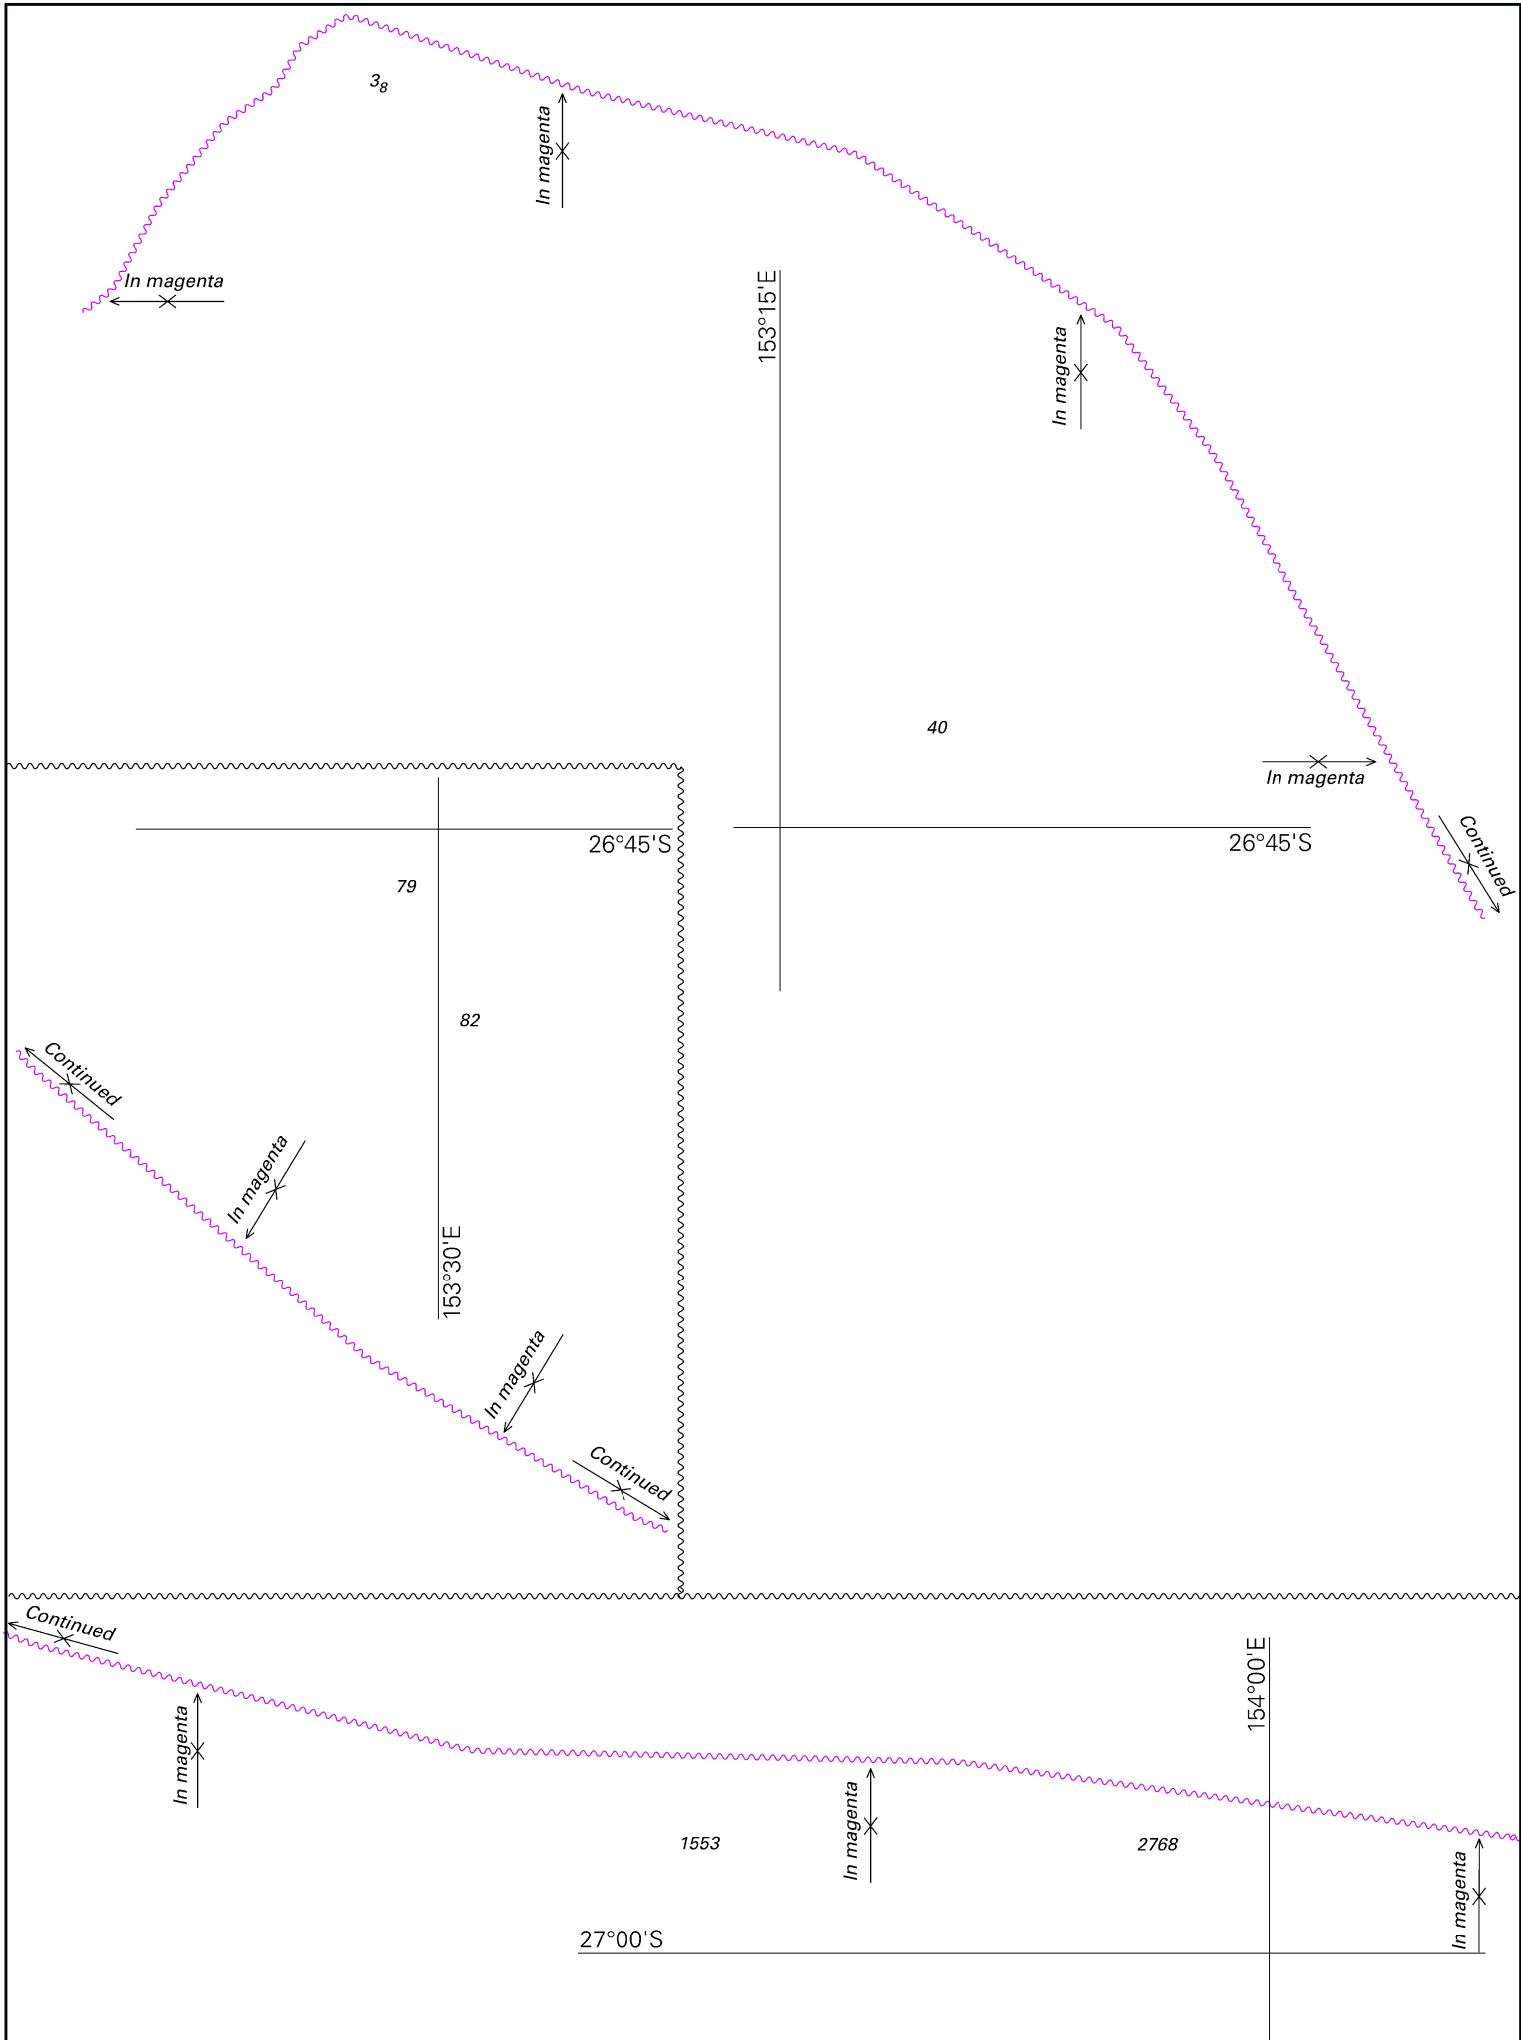 3₈
In magenta
In magenta
153°15'E
In magenta
40
In magenta
26°45'S
Continued
26°45'S
79
82
Continued
In magenta
153°30'E
In magenta
Continued
Continued
In magenta
154°00'E
In magenta
1553
2768
In magenta
27°00'S